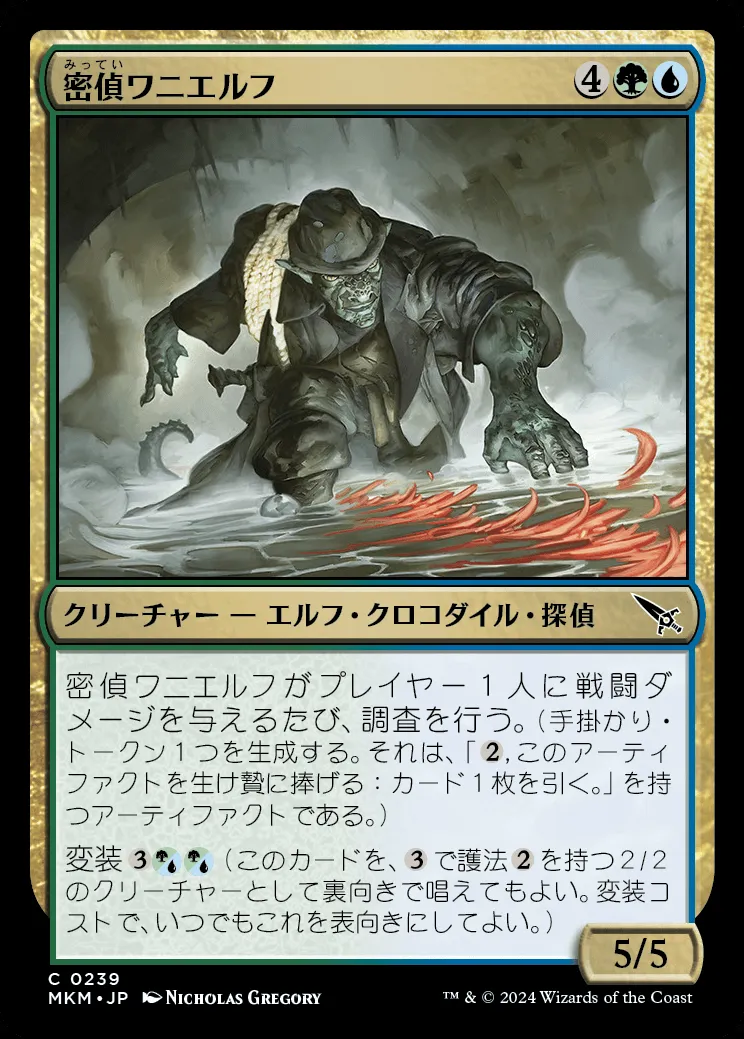 みってい
密偵ワニエルフ 4
クリーチャー — エルフ・クロコダイル・探偵
密偵ワニエルフがプレイヤー1人に戦闘ダ
メージを与えるたび、調査を行う。(手掛かり・
トークン1つを生成する。それは、「2,このアーティ
ファクトを生け贄に捧げる：カード1枚を引く。」を持
つアーティファクトである。)
変装 3 (このカードを、3で護法2を持つ2/2
のクリーチャーとして裏向きで唱えてもよい。変装コ
ストで、いつでもこれを表向きにしてよい。)
5/5
C 0239
MKM・JP NICHOLAS GREGORY
™ & © 2024 Wizards of the Coast